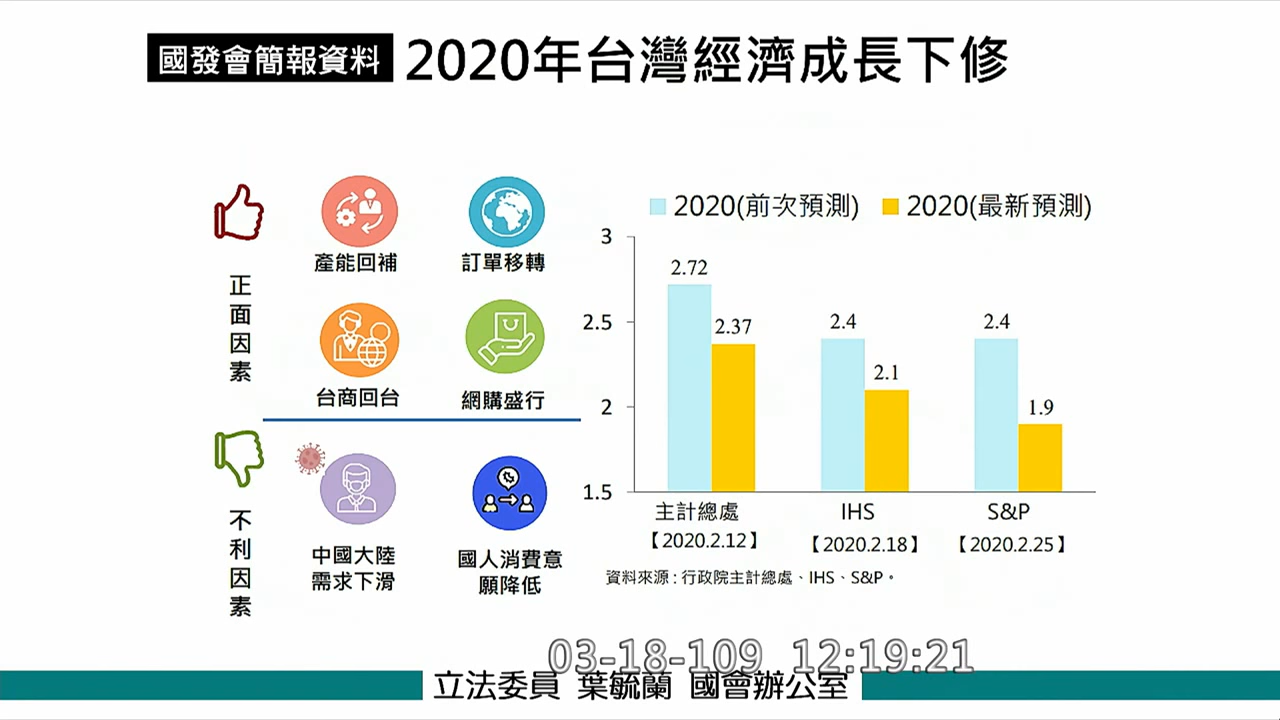 國發會簡報資料 2020年台灣經濟成長下修
正面因素
產能回補
訂單移轉
台商回台
網購盛行
不利因素
中國大陸
需求下滑
國人消費意
願降低
2020(前次預測) 2020(最新預測)
3
2.5
2
1.5
2.72
2.37
2.4
2.1
2.4
1.9
主計總處 IHS S&P
【2020.2.12】 【2020.2.18】 【2020.2.25】
資料來源:行政院主計總處、IHS、S&P。
03-18-109 12:19:21
立法委員 葉毓蘭 國會辦公室